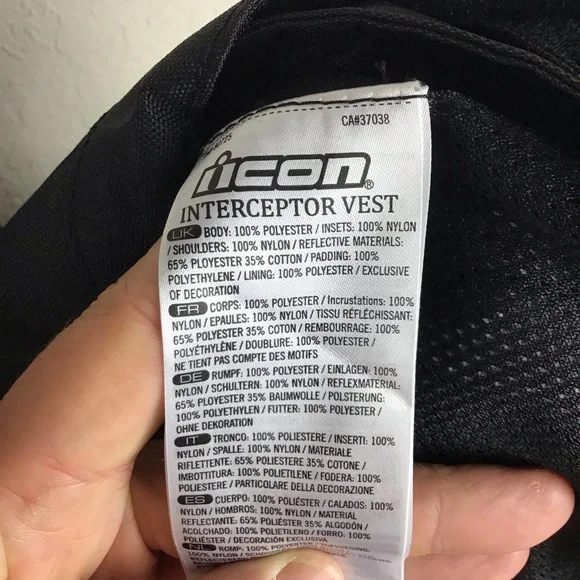 CA#37038
icon®
INTERCEPTOR VEST
UK BODY: 100% POLYESTER / INSETS: 100% NYLON
/ SHOULDERS: 100% NYLON / REFLECTIVE MATERIALS:
65% PLOYESTER 35% COTTON / PADDING: 100%
POLYETHYLENE / LINING: 100% POLYESTER / EXCLUSIVE
OF DECORATION
FR CORPS: 100% POLYESTER / Incrustations: 100%
NYLON / EPAULES: 100% NYLON / TISSU RÉFLÉCHISSANT:
65% POLYESTER 35% COTON / REMBOURRAGE: 100%
POLYÉTHYLÈNE / DOUBLURE: 100% POLYESTER /
NE TIENT PAS COMPTE DES MOTIFS
DE RUMPF: 100% POLYESTER / EINLAGEN: 100%
NYLON / SCHULTERN: 100% NYLON / REFLEXMATERIAL:
65% PLOYESTER 35% BAUMWOLLE / POLSTERUNG:
100% POLYETHYLEN / FUTTER: 100% POLYESTER /
OHNE DEKORATION
IT TRONCO: 100% POLIESTERE / INSERTI: 100%
NYLON / SPALLE: 100% NYLON / MATERIALE
RIFLETTENTE: 65% POLIESTERE 35% COTONE /
IMBOTTITURA: 100% POLIETILENE / FODERA: 100%
POLIESTERE / PARTICOLARE DELLA DECORAZIONE
ES CUERPO: 100% POLIÉSTER / CALADOS: 100%
NYLON / HOMBROS: 100% NYLON / MATERIAL
REFLECTANTE: 65% POLIÉSTER 35% ALGODÓN /
ACOLCHADO: 100% POLIETILENO / FORRO: 100%
POLIÉSTER / DECORACIÓN EXCLUSIVA
NL ROMP: 100% POLYESTER /
100% NYLON